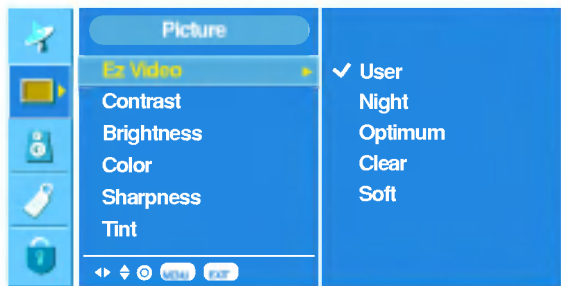 Picture
Ez Video
Contrast
Brightness
Color
Sharpness
Tint
MENU EXIT
User
Night
Optimum
Clear
Soft